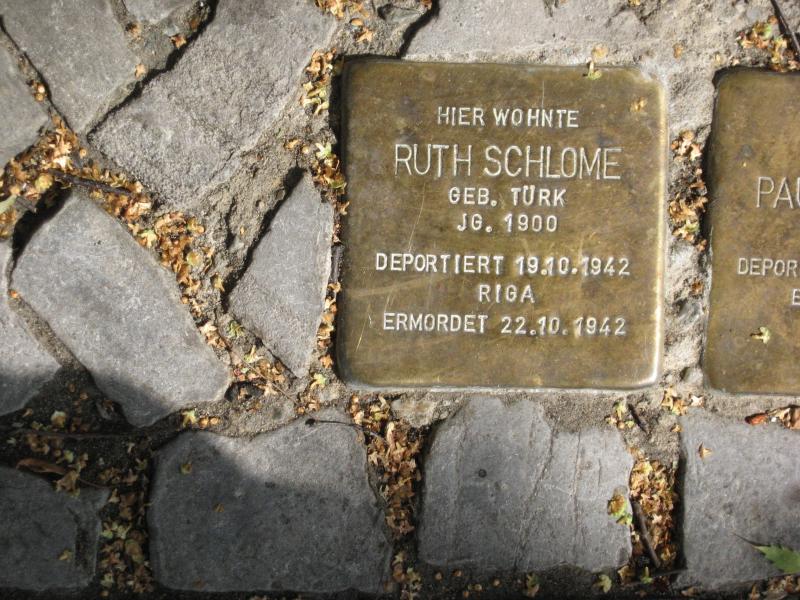 HIER WOHNTE
RUTH SCHLOME
GEB. TÜRK
JG. 1900
DEPORTIERT 19.10.1942
RIGA
ERMORDET 22.10.1942